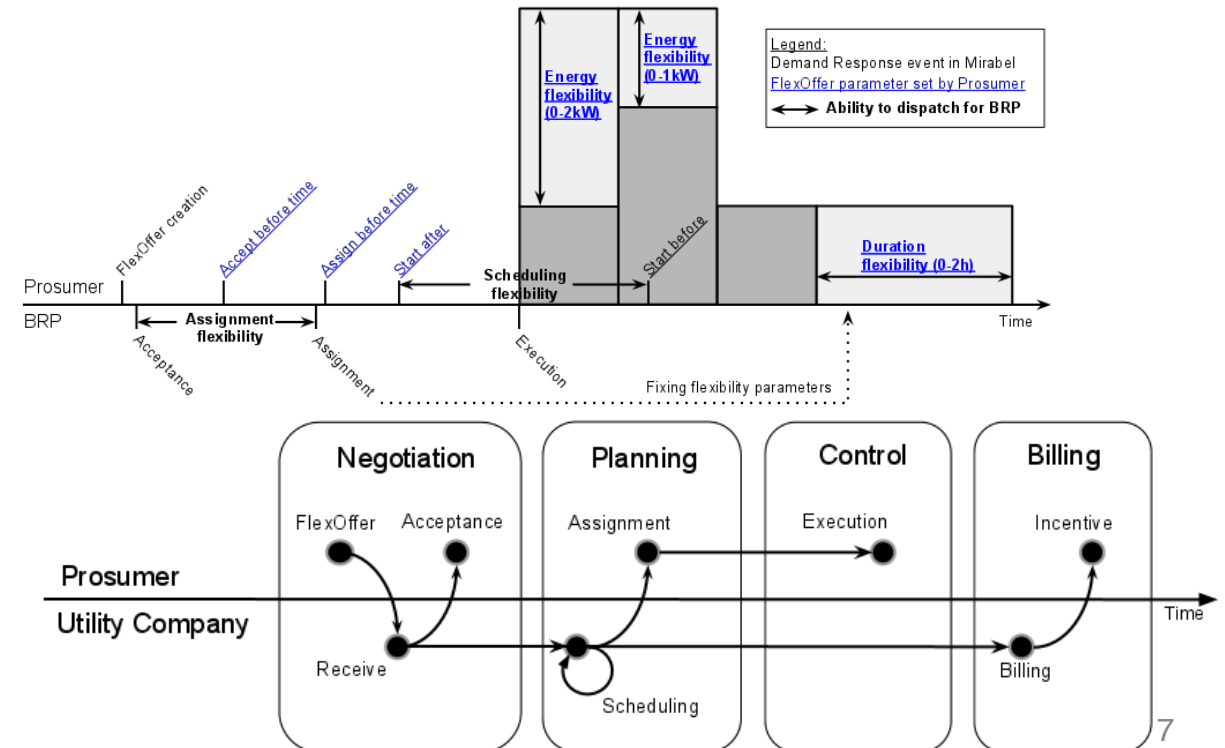 Energy
flexibility
(0-2kW)
Energy
flexibility
(0-1kW)
Legend:
Demand Response event in Mirabel
FlexOffer parameter set by Prosumer
Ability to dispatch for BRP
FlexOffer creation
Accept before time
Assign before time
Start after
Start before
Scheduling
flexibility
Duration
flexibility (0-2h)
Prosumer
BRP
Assignment
flexibility
Time
Acceptance
Assignment
Execution
Fixing flexibility parameters
Negotiation
Planning
Control
Billing
FlexOffer
Acceptance
Assignment
Execution
Incentive
Prosumer
Utility Company
Time
Receive
Scheduling
Billing
7